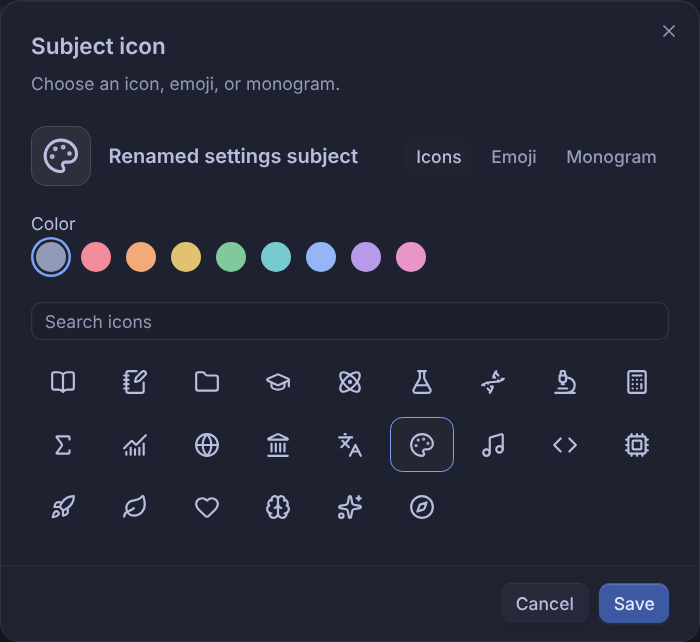 Subject icon
Choose an icon, emoji, or monogram.
Renamed settings subject
Icons
Emoji
Monogram
Color
Search icons
Cancel
Save